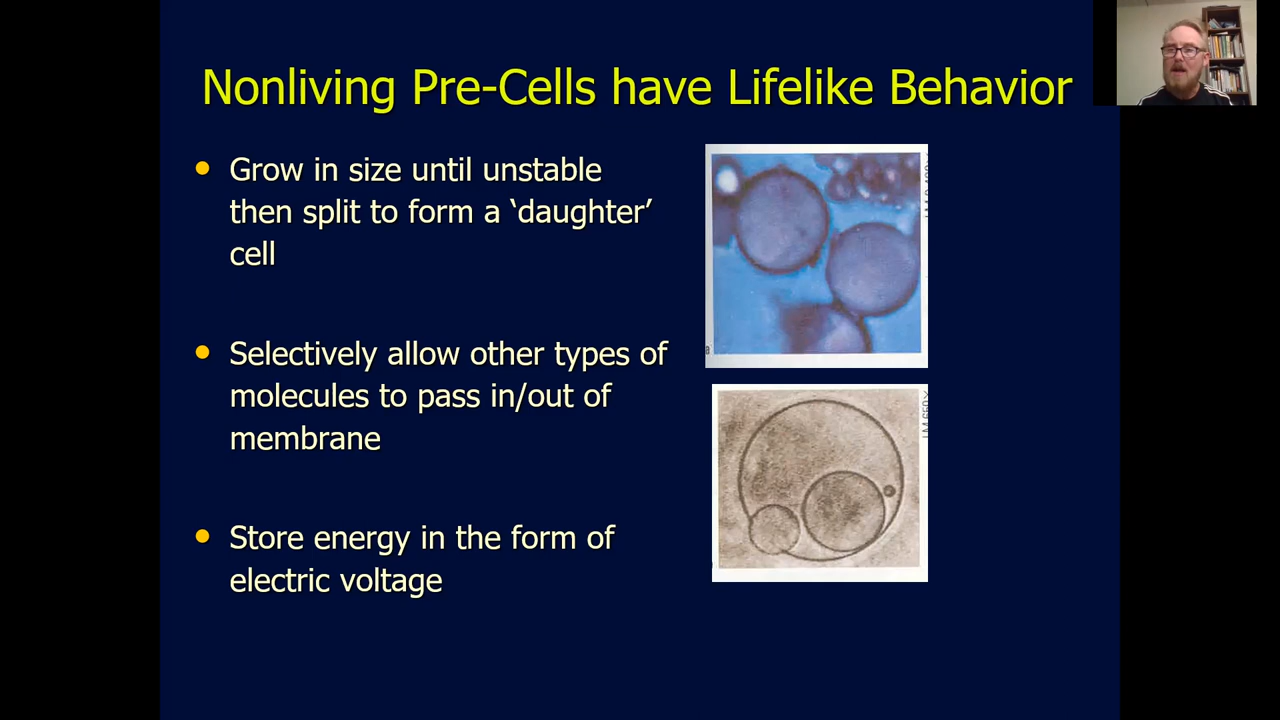 Nonliving Pre-Cells have Lifelike Behavior
• Grow in size until unstable
then split to form a ‘daughter’
cell
• Selectively allow other types of
molecules to pass in/out of
membrane
• Store energy in the form of
electric voltage